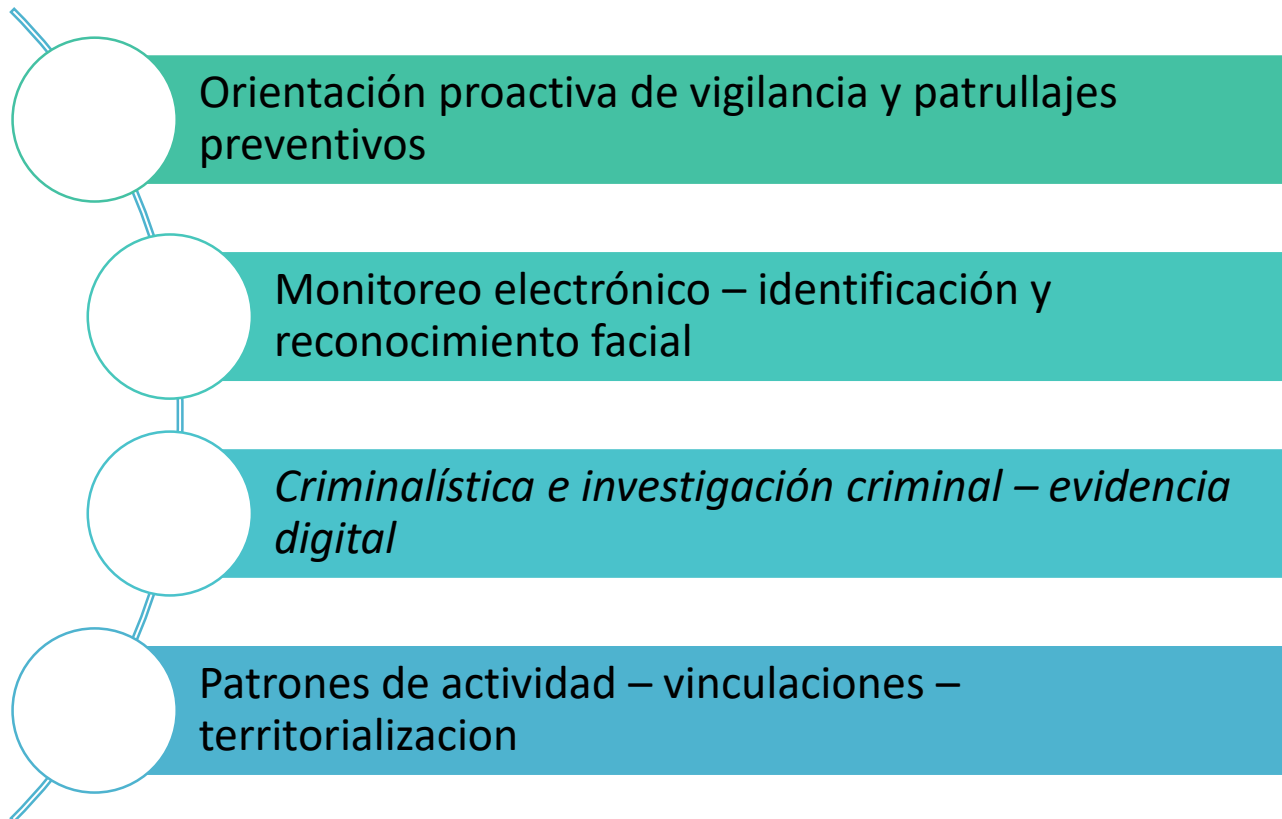 Orientación proactiva de vigilancia y patrullajes
preventivos
Monitoreo electrónico – identificación y
reconocimiento facial
Criminalística e investigación criminal – evidencia
digital
Patrones de actividad – vinculaciones –
territorializacion